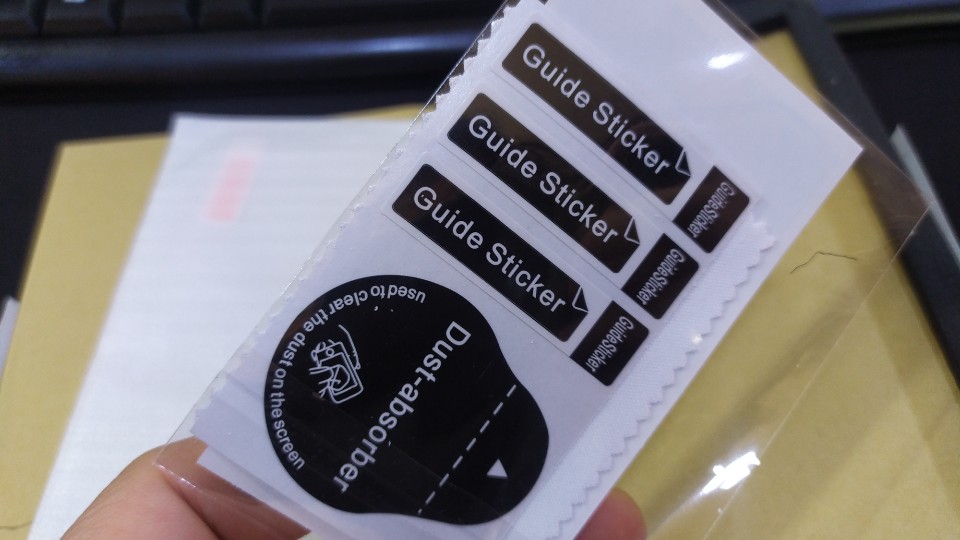 Guide Sticker
GuideSticker
Guide Sticker
GuideSticker
Guide Sticker
GuideSticker
Dust-absorber
used to clear the dust on the screen